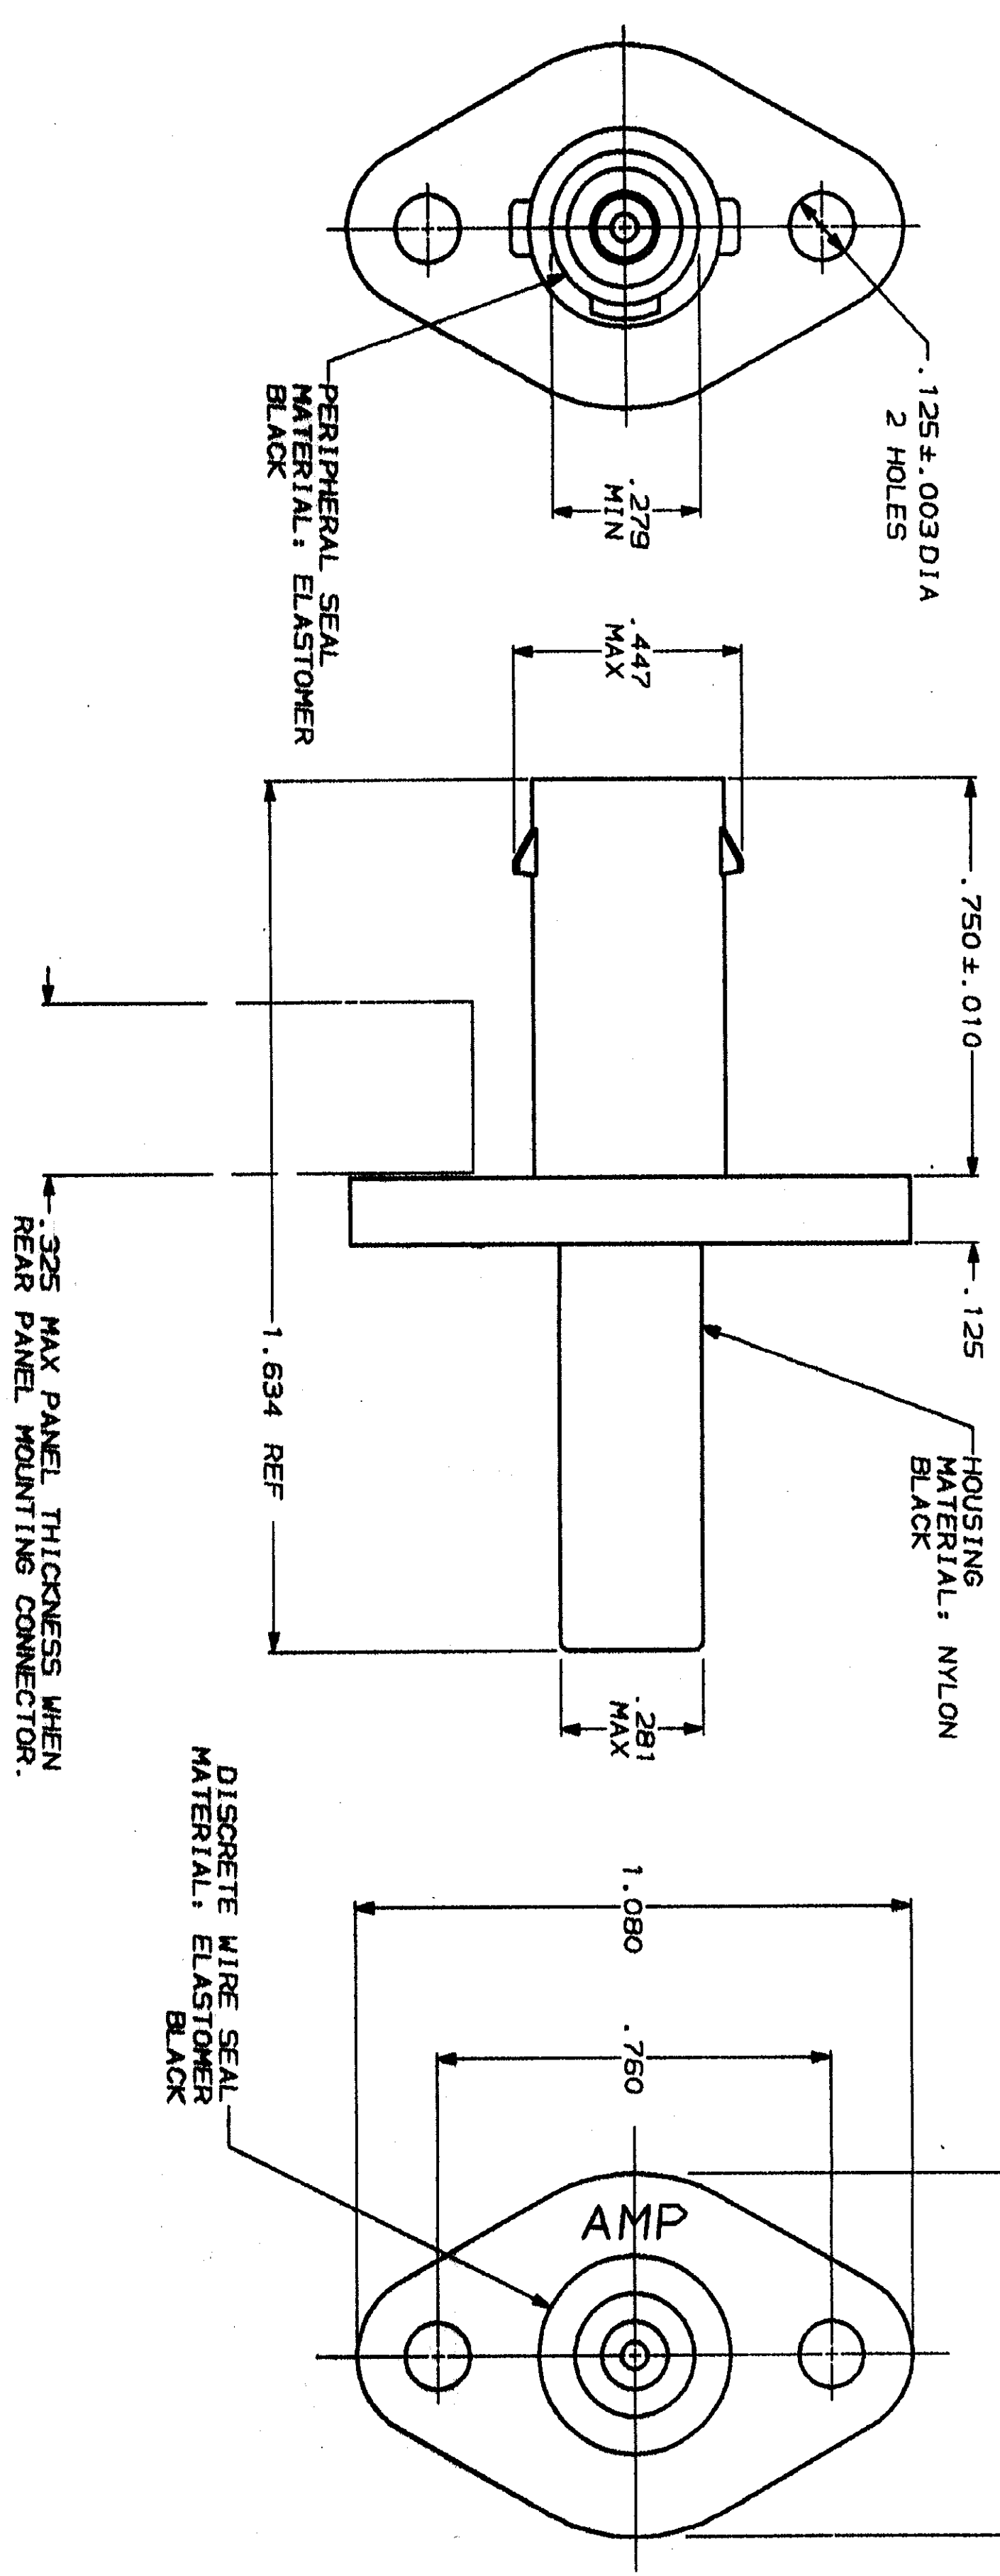 .125±.003DIA
2 HOLES
PERIPHERAL SEAL
MATERIAL: ELASTOMER
BLACK
.279
MIN
.447
MAX
.750±.010
.125
HOUSING
MATERIAL: NYLON
BLACK
1.634 REF
.325 MAX PANEL THICKNESS WHEN
REAR PANEL MOUNTING CONNECTOR.
.281
MAX
DISCRETE WIRE SEAL
MATERIAL: ELASTOMER
BLACK
1.080
.760
AMP